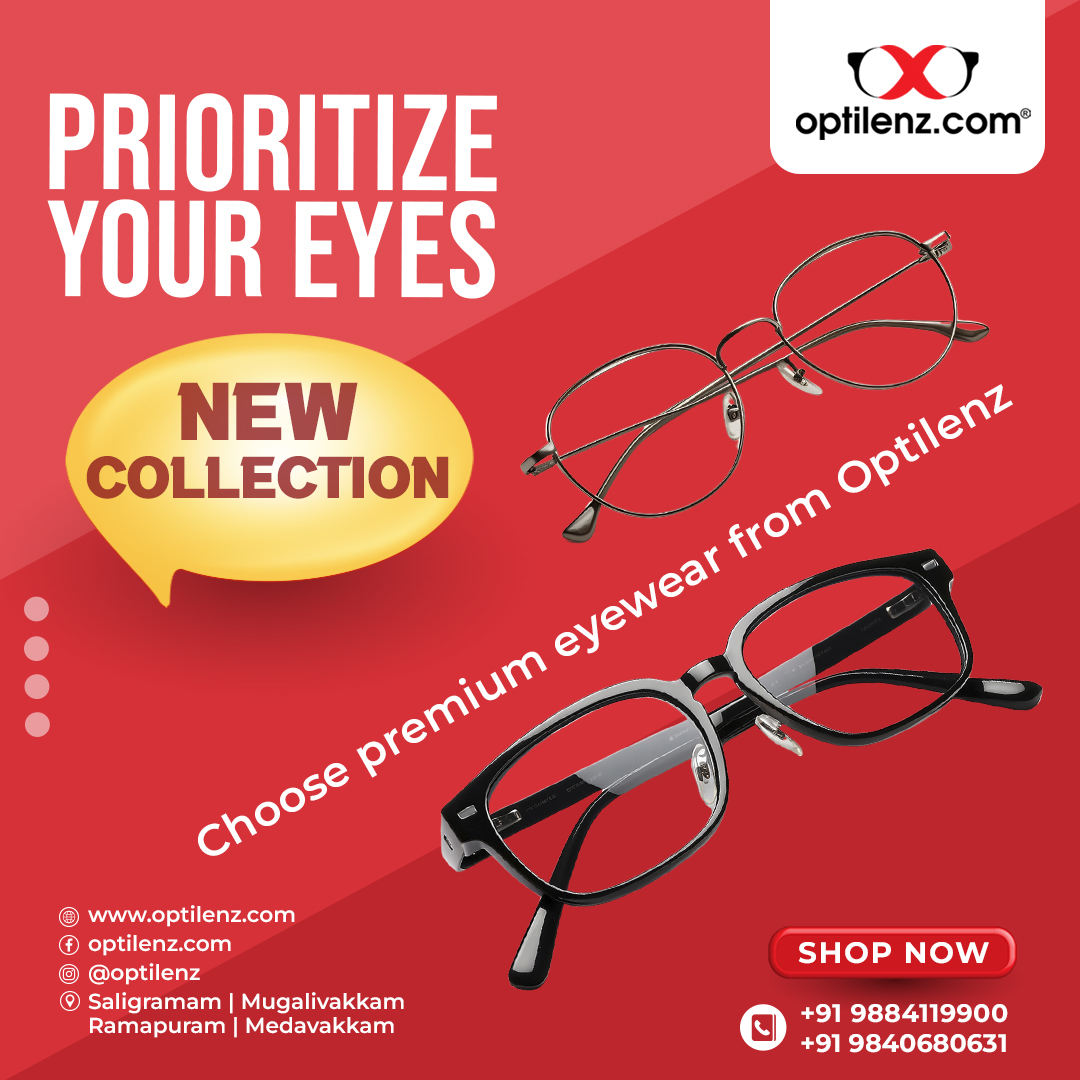 optilenz.com®
PRIORITIZE
YOUR EYES
NEW
COLLECTION
Choose premium eyewear from Optilenz
www.optilenz.com
optilenz.com
@optilenz
Saligramam | Mugalivakkam
Ramapuram | Medavakkam
SHOP NOW
+91 9884119900
+91 9840680631